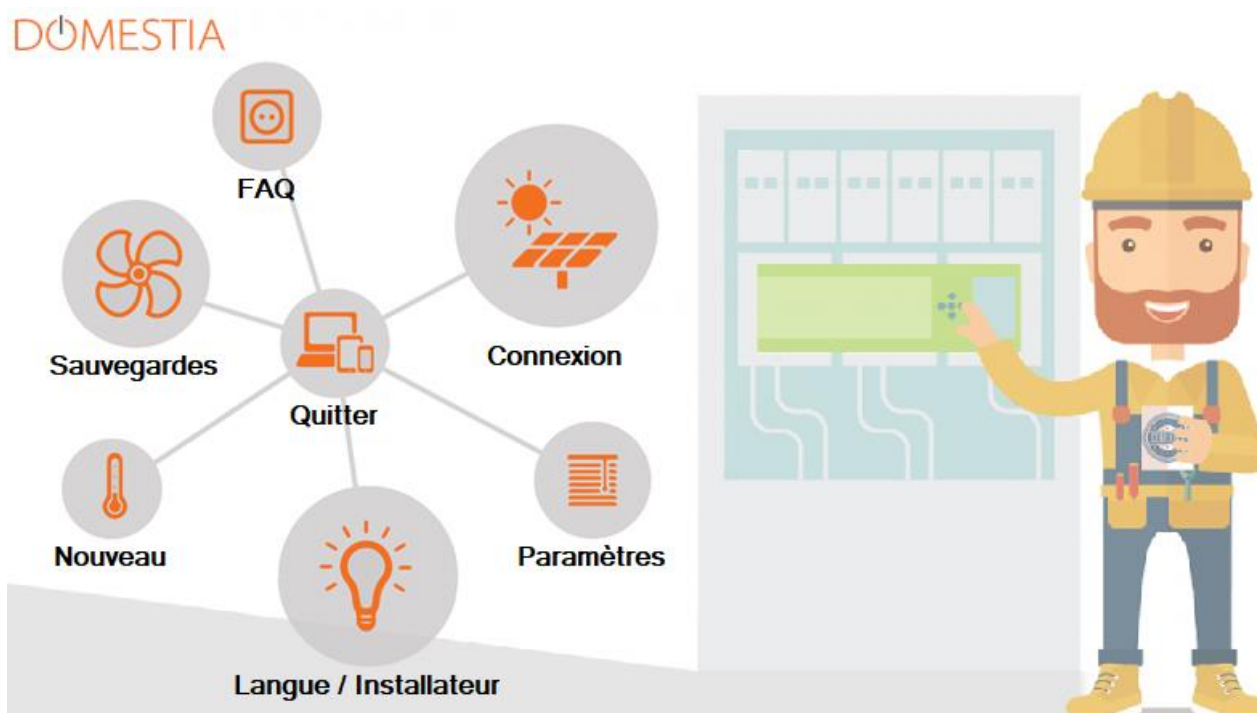 DOMESTIA
FAQ
Connexion
Sauvegardes
Quitter
Nouveau
Paramètres
Langue / Installateur